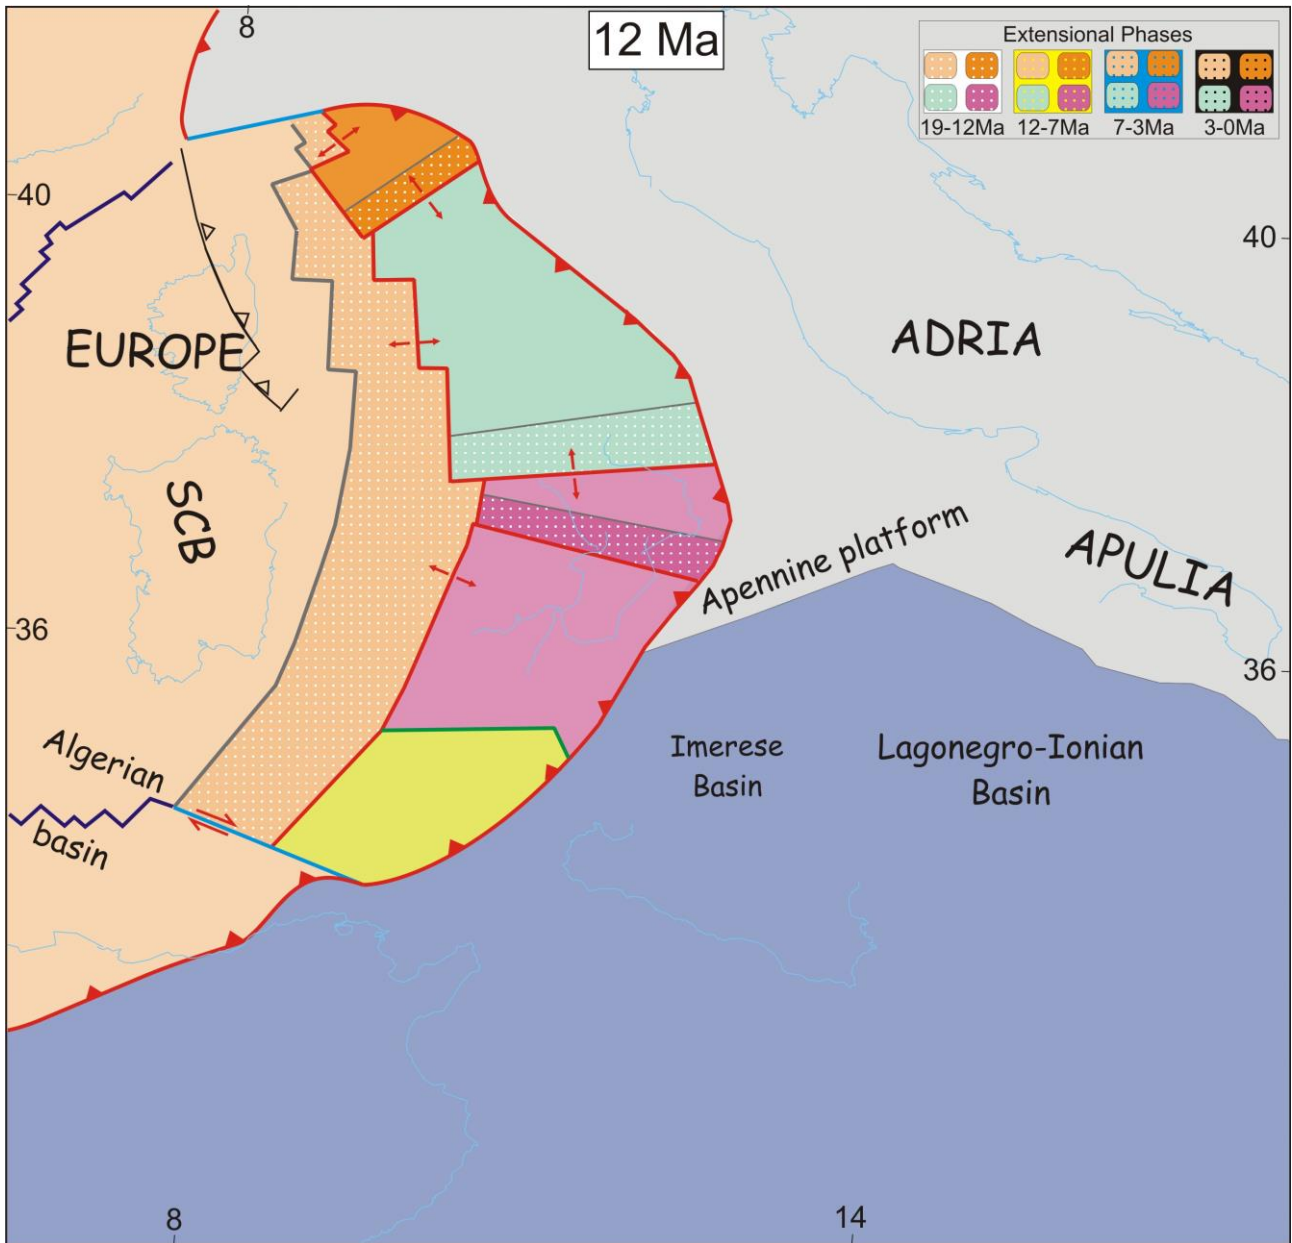 8
12 Ma
Extensional Phases
19-12Ma
12-7Ma
7-3Ma
3-0Ma
40
40
EUROPE
ADRIA
SCB
Apennine platform
APULIA
36
36
Algerian
basin
Imerese
Basin
Lagonegro-Ionian
Basin
8
14